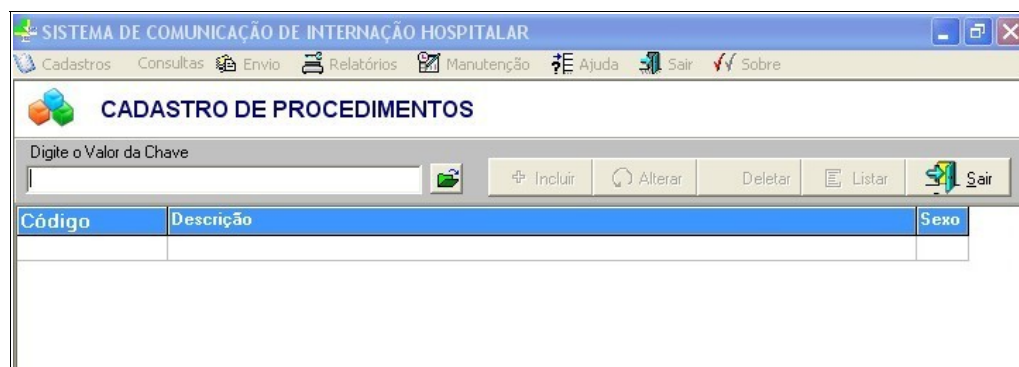 SISTEMA DE COMUNICAÇÃO DE INTERNAÇÃO HOSPITALAR
Cadastros Consultas Envio Relatórios Manutenção Ajuda Sair Sobre
CADASTRO DE PROCEDIMENTOS
Digite o Valor da Chave
Incluir Alterar Deletar Listar Sair
Código Descrição Sexo